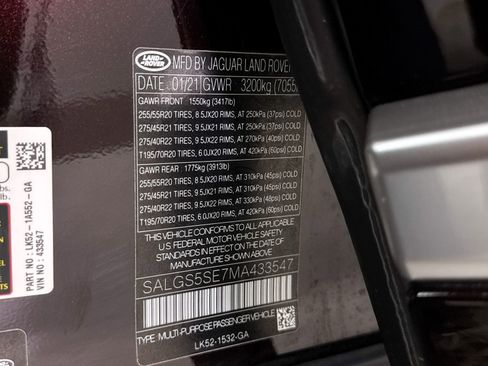 LAND
ROVER
MFD BY JAGUAR LAND ROVER
DATE 01/21 GVWR 3200kg (7055
GAWR FRONT 1550kg (3417lb)
255/55R20 TIRES, 8.5JX20 RIMS, AT 250kPa (37psi) COLD
275/45R21 TIRES, 9.5JX21 RIMS, AT 250kPa (37psi) COLD
275/40R22 TIRES, 9.5JX22 RIMS, AT 270kPa (40psi) COLD
T195/70R20 TIRES, 6.0JX20 RIMS, AT 420kPa (60psi) COLD
GAWR REAR 1775kg (3913lb)
255/55R20 TIRES, 8.5JX20 RIMS, AT 310kPa (45psi) COLD
275/45R21 TIRES, 9.5JX21 RIMS, AT 310kPa (45psi) COLD
275/40R22 TIRES, 9.5JX22 RIMS, AT 330kPa (48psi) COLD
T195/70R20 TIRES, 6.0JX20 RIMS, AT 420kPa (60psi) COLD
THIS VEHICLE CONFORMS TO ALL APPLICABLE
U.S. FEDERAL MOTOR VEHICLE SAFETY
STANDARDS IN EFFECT ON THE DATE OF
MANUFACTURE SHOWN ABOVE.
SALGS5SE7MA433547
TYPE: MULTI-PURPOSE PASSENGER VEHICLE
LK52-1532-GA
lbs.
PART NO.: LK52-1A552-GA
VIN NO: 433547